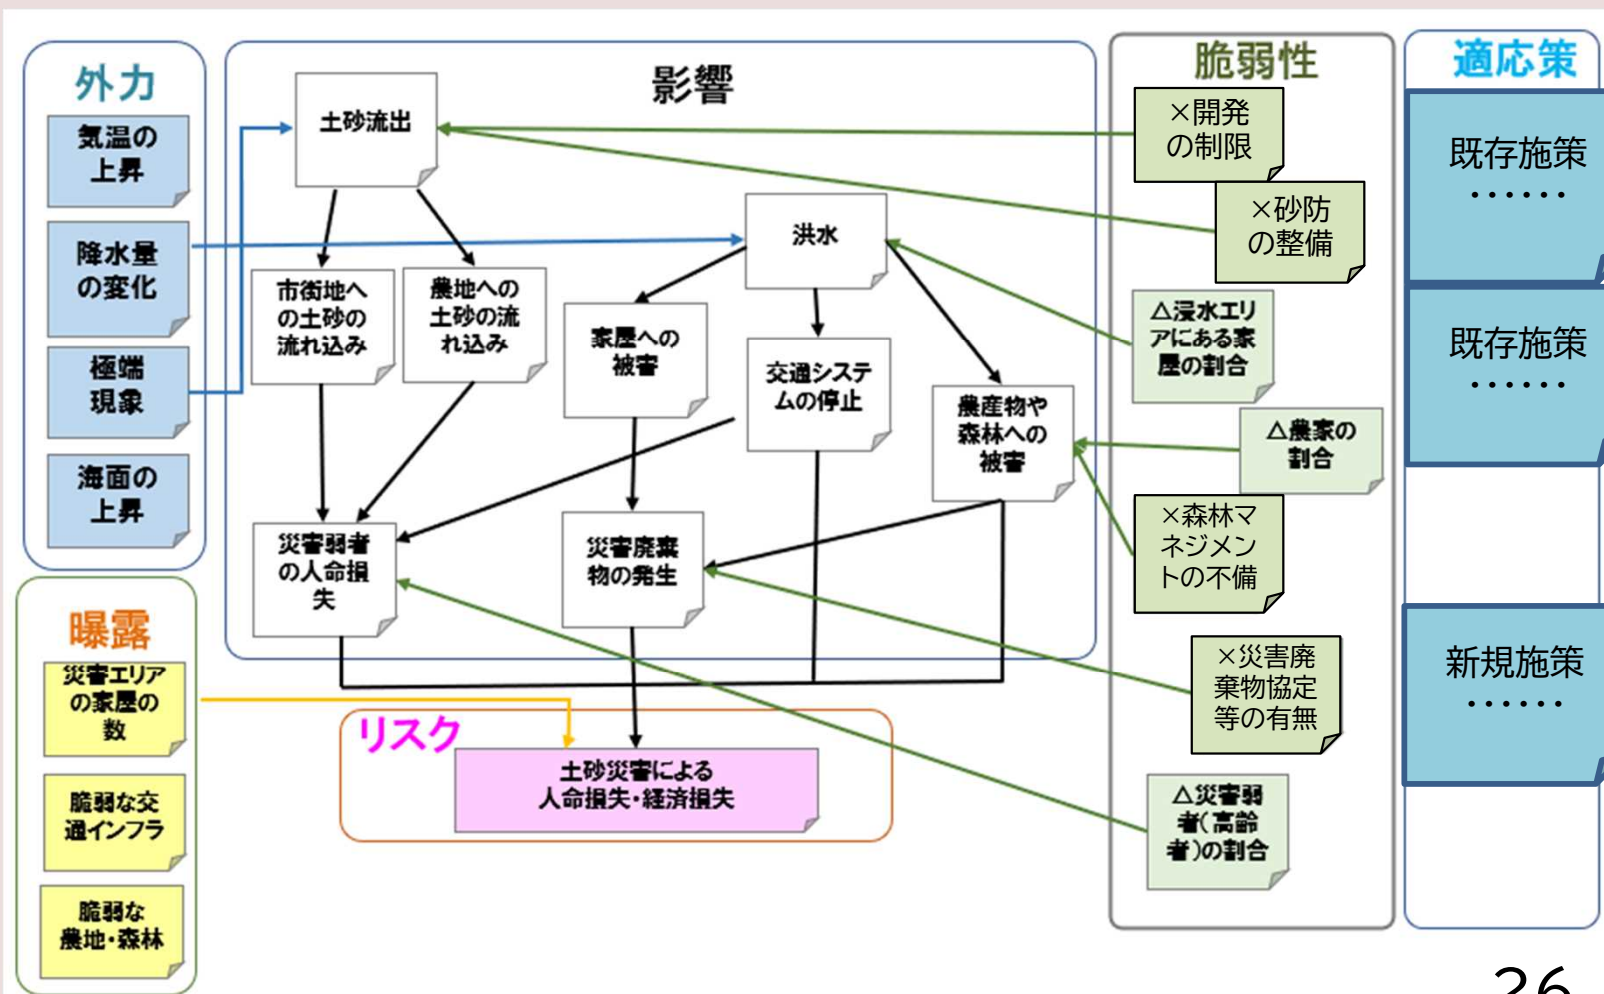 外力
気温の
上昇
降水量
の変化
極端
現象
海面の
上昇
曝露
災害エリア
の家屋の
数
脆弱な交
通インフラ
脆弱な
農地・森林
影響
土砂流出
洪水
市街地へ
の土砂の
流れ込み
農地への
土砂の流
れ込み
家屋への
被害
交通システ
ムの停止
農産物や
森林への
被害
災害弱者
の人命損
失
災害廃棄
物の発生
リスク
土砂災害による
人命損失・経済損失
脆弱性
×開発
の制限
×砂防
の整備
△浸水エリ
アにある家
屋の割合
△農家の
割合
×森林マ
ネジメン
トの不備
×災害廃
棄物協定
等の有無
△災害弱
者(高齢
者)の割合
適応策
既存施策
・・・・・・
既存施策
・・・・・・
新規施策
・・・・・・
26